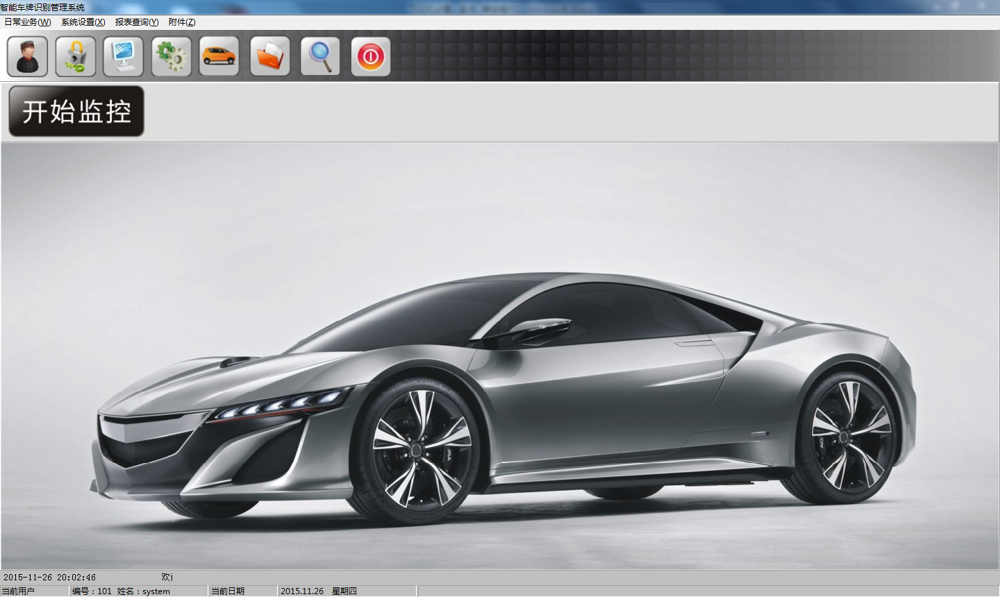 智能车牌识别管理系统
日常业务(W) 系统设置(X) 报表查询(Y) 附件(Z)
开始监控
2015-11-26 20:02:46 欢j
当前用户 编号：101 姓名：system 当前日期 2015.11.26 星期四